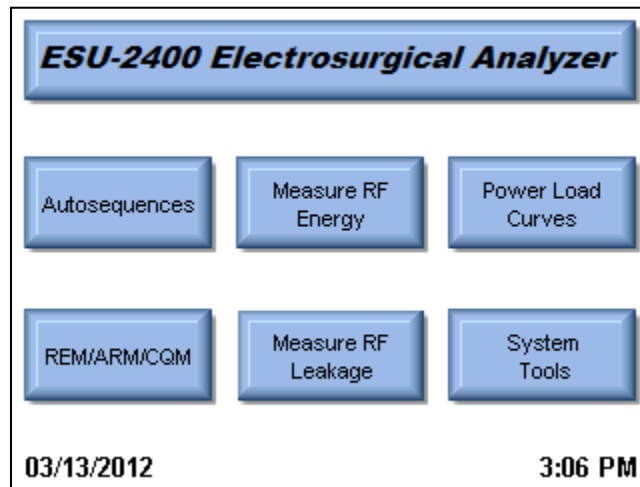 ESU-2400 Electrosurgical Analyzer
Autosequences
Measure RF
Energy
Power Load
Curves
REM/ARM/CQM
Measure RF
Leakage
System
Tools
03/13/2012
3:06 PM